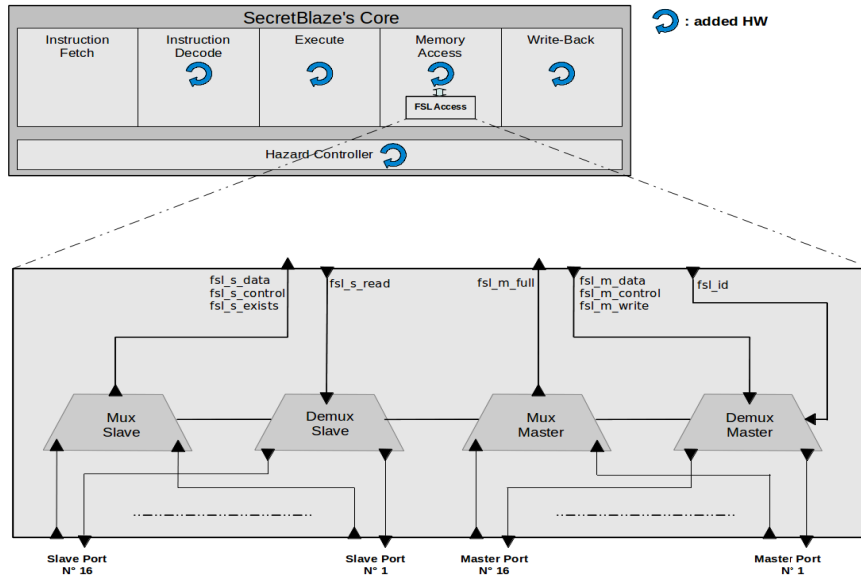 SecretBlaze's Core
: added HW
Instruction
Fetch
Instruction
Decode
Execute
Memory
Access
Write-Back
FSL Access
Hazard Controller
fsl_s_data
fsl_s_control
fsl_s_exists
fsl_s_read
fsl_m_full
fsl_m_data
fsl_m_control
fsl_m_write
fsl_id
Mux
Slave
Demux
Slave
Mux
Master
Demux
Master
Slave Port
N° 16
Slave Port
N° 1
Master Port
N° 16
Master Port
N° 1